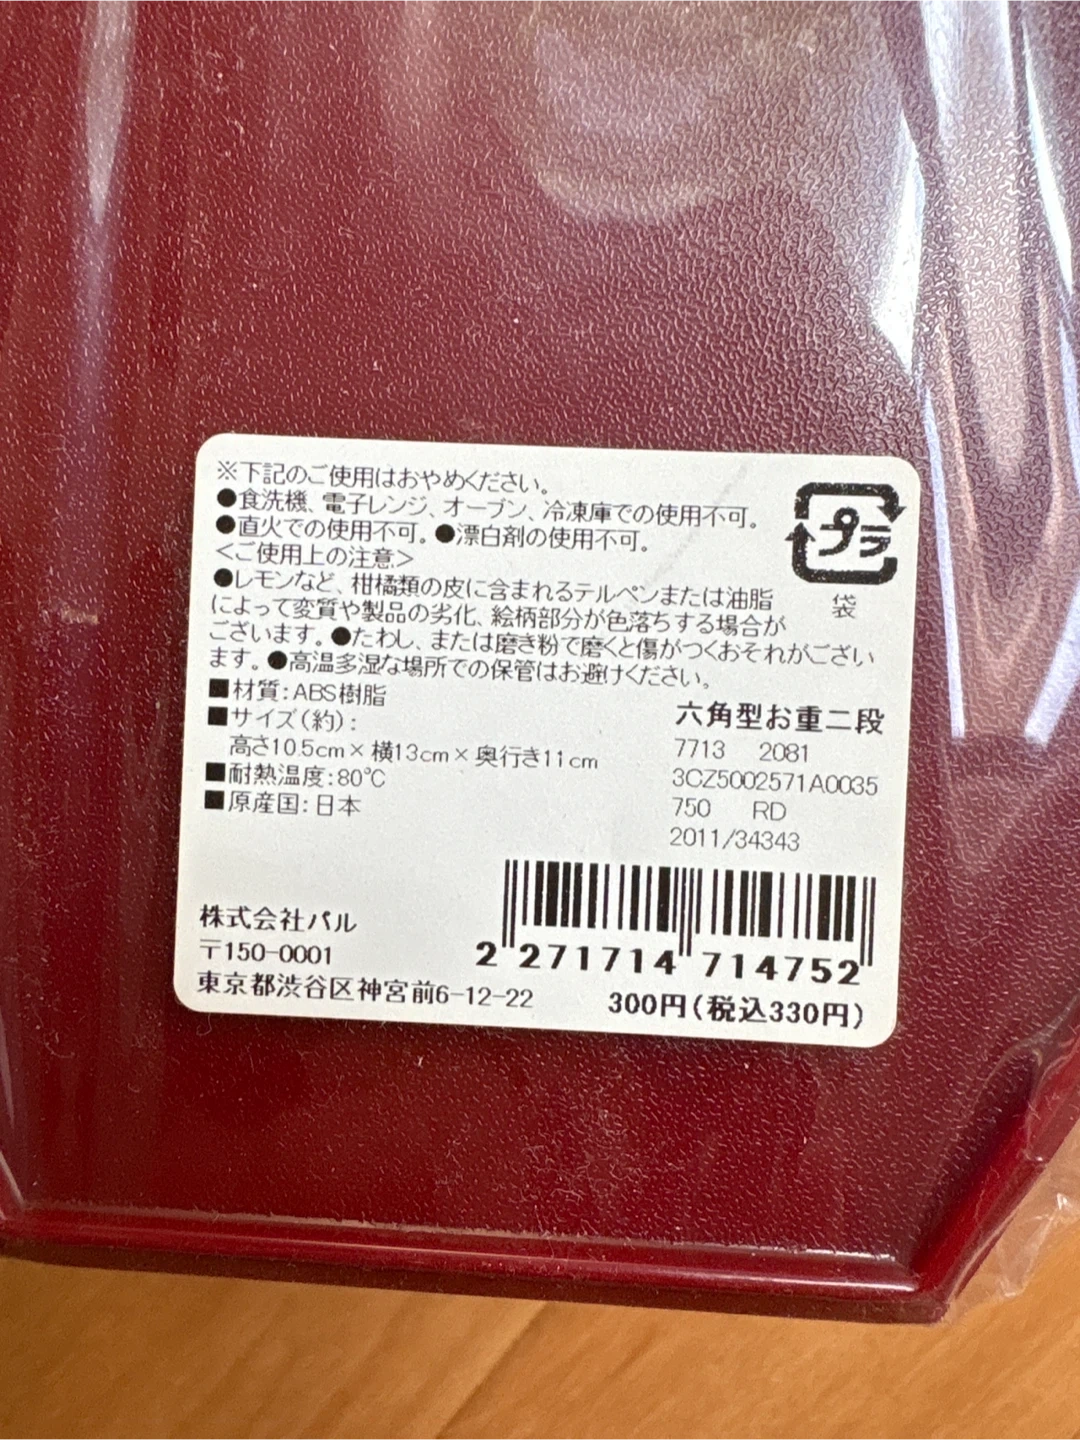 ※下記のご使用はおやめください。
●食洗機、電子レンジ、オーブン、冷凍庫での使用不可。
●直火での使用不可。●漂白剤の使用不可。
<ご使用上の注意>
●レモンなど、柑橘類の皮に含まれるテルペンまたは油脂
によって変質や製品の劣化、絵柄部分が色落ちする場合が
ございます。●たわし、または磨き粉で磨くと傷がつくおそれがござい
ます。●高温多湿な場所での保管はお避けください。
■材質:ABS樹脂
■サイズ(約):
高さ10.5cm×横13cm×奥行き11cm
■耐熱温度:80℃
■原産国:日本
プラ
袋
六角型お重二段
7713 2081
3CZ5002571A0035
750 RD
2011/34343
株式会社パル
〒150-0001
東京都渋谷区神宮前6-12-22
2 271714 714752
300円(税込330円)